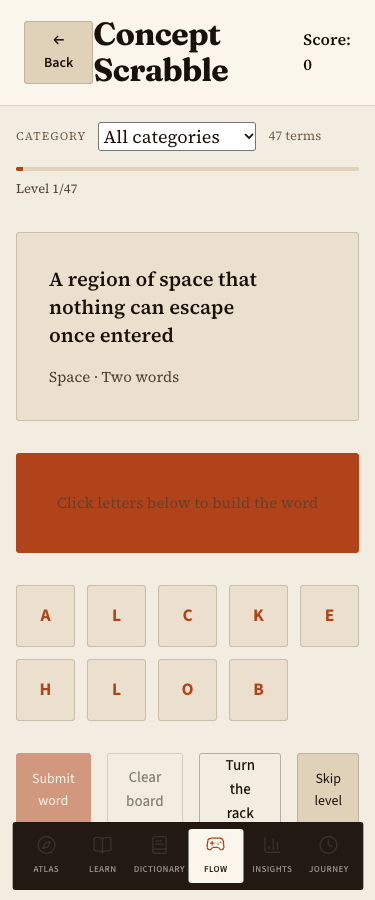 ← Back
Concept Scrabble
Score: 0
CATEGORY
All categories
47 terms
Level 1/47
A region of space that
nothing can escape
once entered
Space · Two words
Click letters below to build the word
A L C K E
H L O B
Submit word
Clear board
Turn the rack
Skip level
ATLAS LEARN DICTIONARY FLOW INSIGHTS JOURNEY